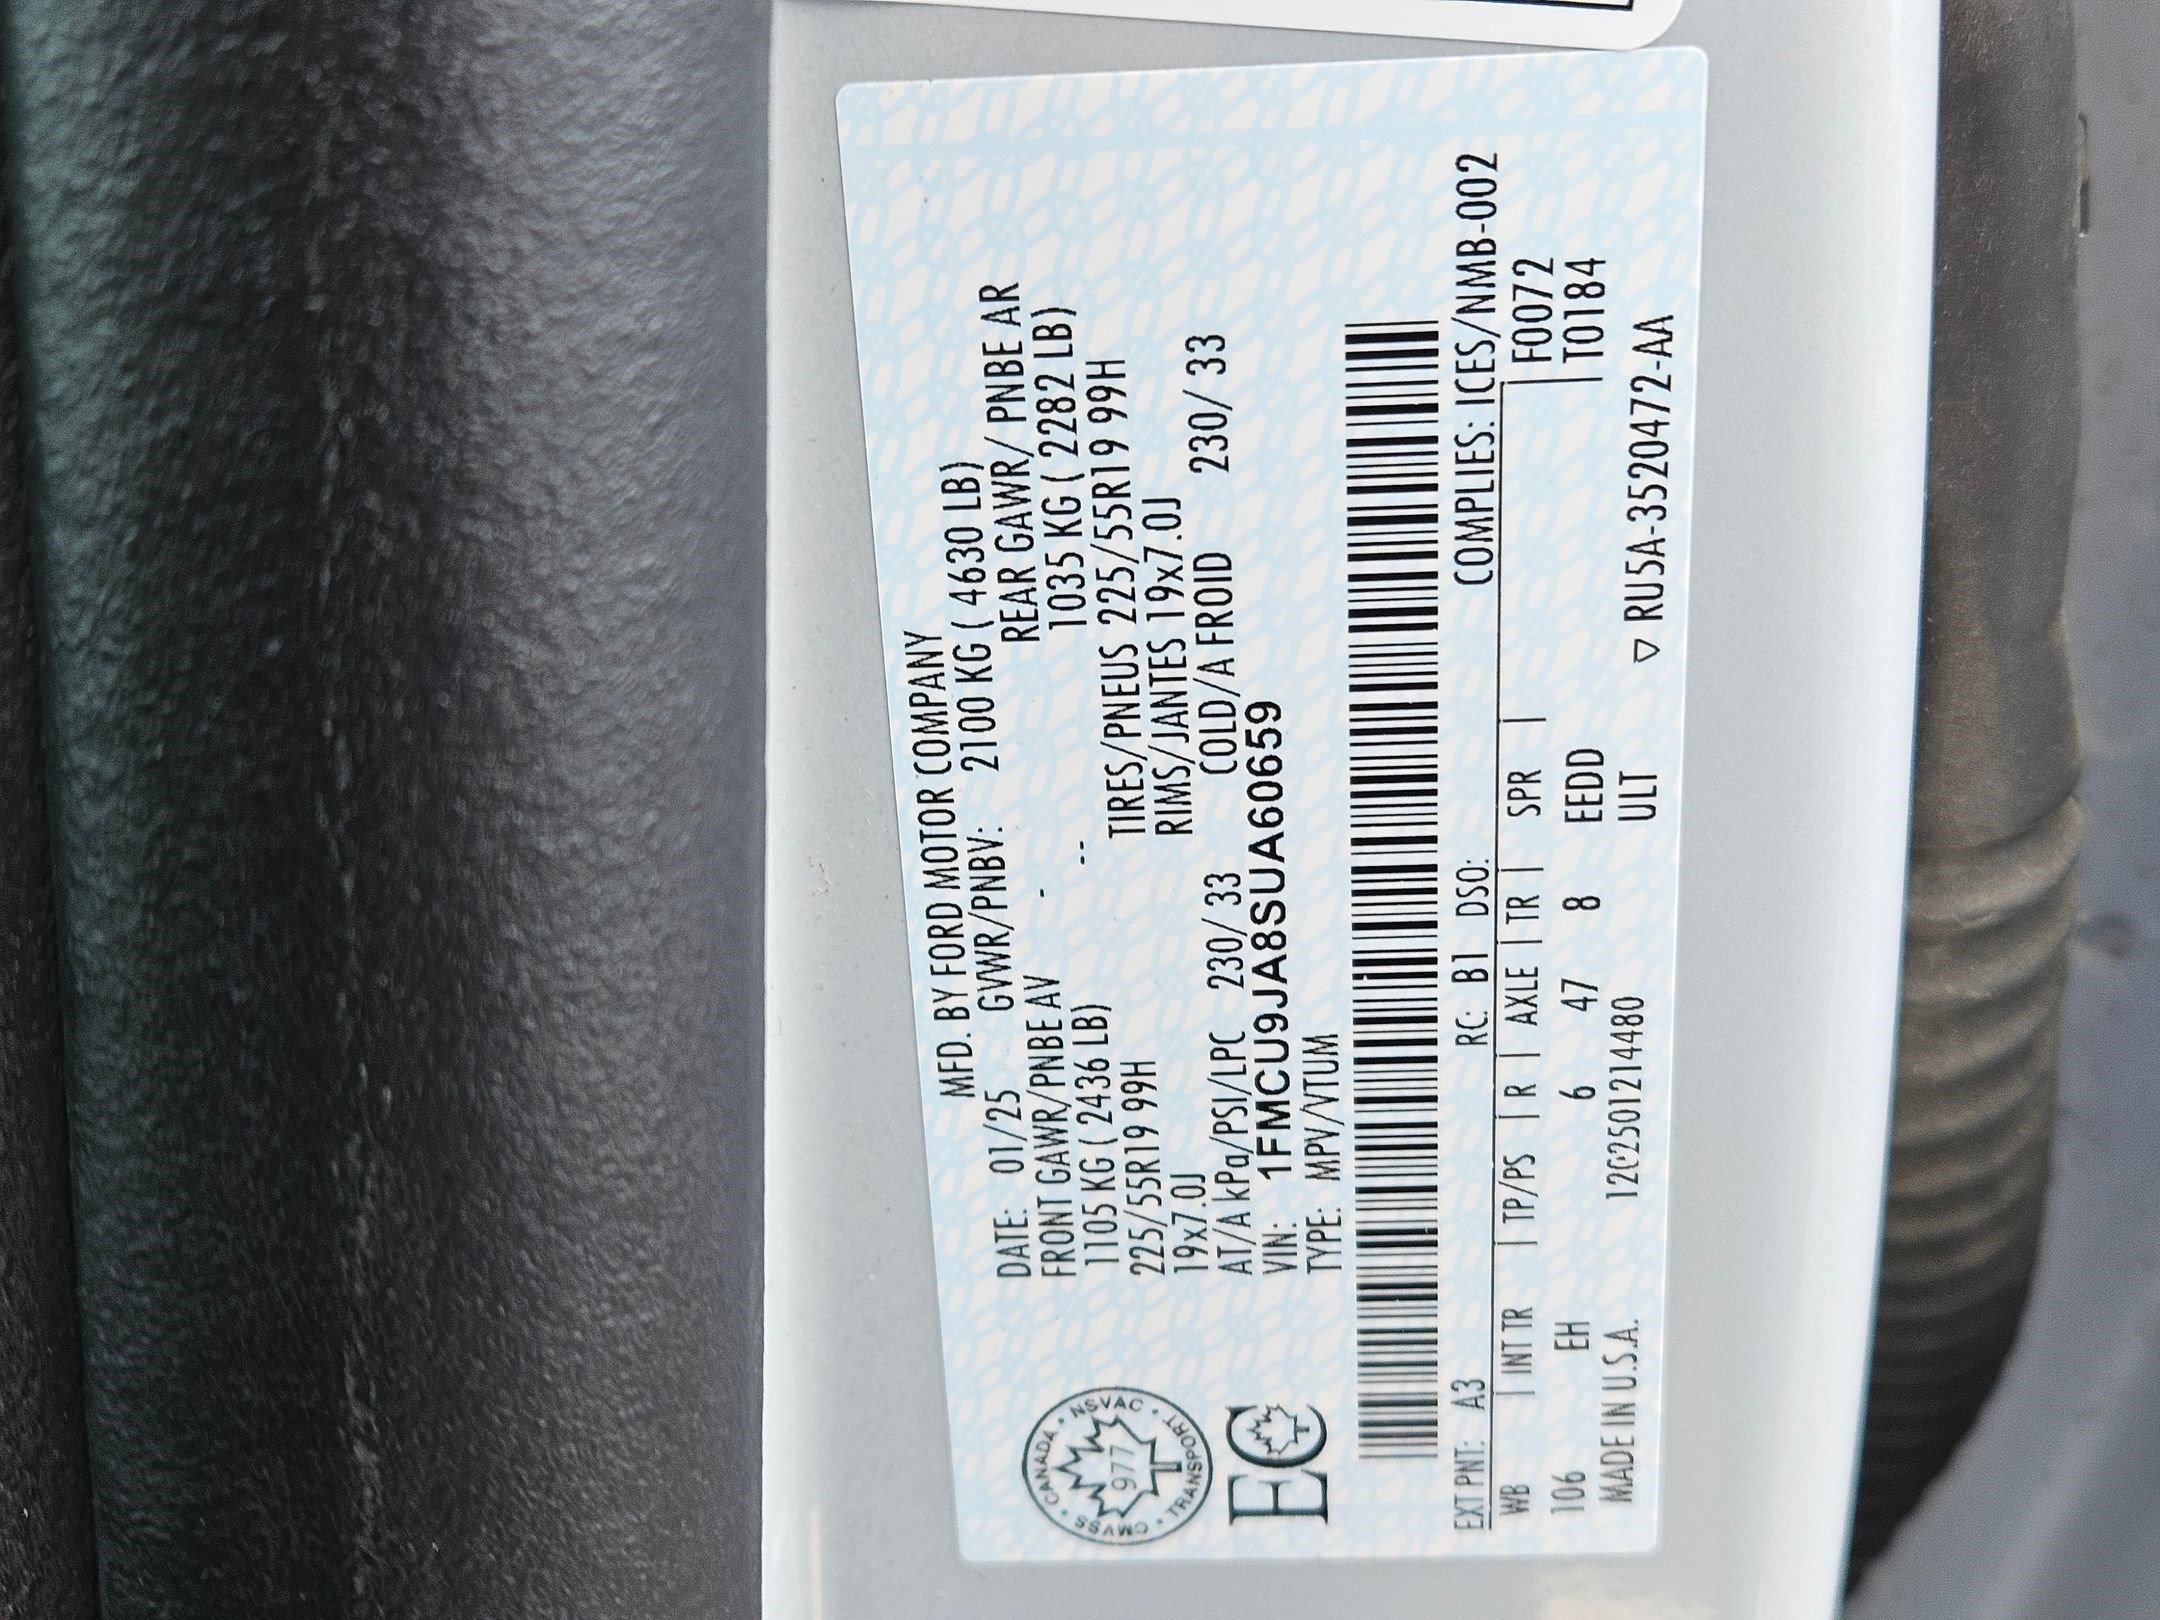 MFD. BY FORD MOTOR COMPANY
DATE: 01/25 GVWR/PNBV: 2100 KG ( 4630 LB)
FRONT GAWR/PNBE AV - REAR GAWR/ PNBE AR
1105 KG ( 2436 LB) -- 1035 KG ( 2282 LB)
225/55R19 99H TIRES/PNEUS 225/55R19 99H
19x7.0J RIMS/JANTES 19x7.0J
AT/A kPa/PSI/LPC 230/ 33 COLD/A FROID 230/ 33
VIN: 1FMCU9JA8SUA60659
TYPE: MPV/VTUM
CANADA • NSVAC • TRANSPORT • CMVSS •
977
EC
COMPLIES: ICES/NMB-002
EXT PNT: A3 RC: B1 DSO:
WB | INT TR | TP/PS | R | AXLE | TR | SPR | F0072
106 EH 6 47 8 EEDD T0184
ULT
MADE IN U.S.A. 12C2501214480
▽ RU5A-3520472-AA